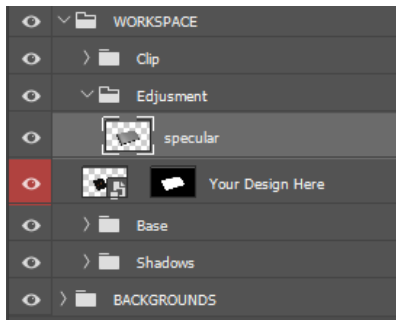 WORKSPACE
Clip
Edjusment
specular
Your Design Here
Base
Shadows
BACKGROUNDS